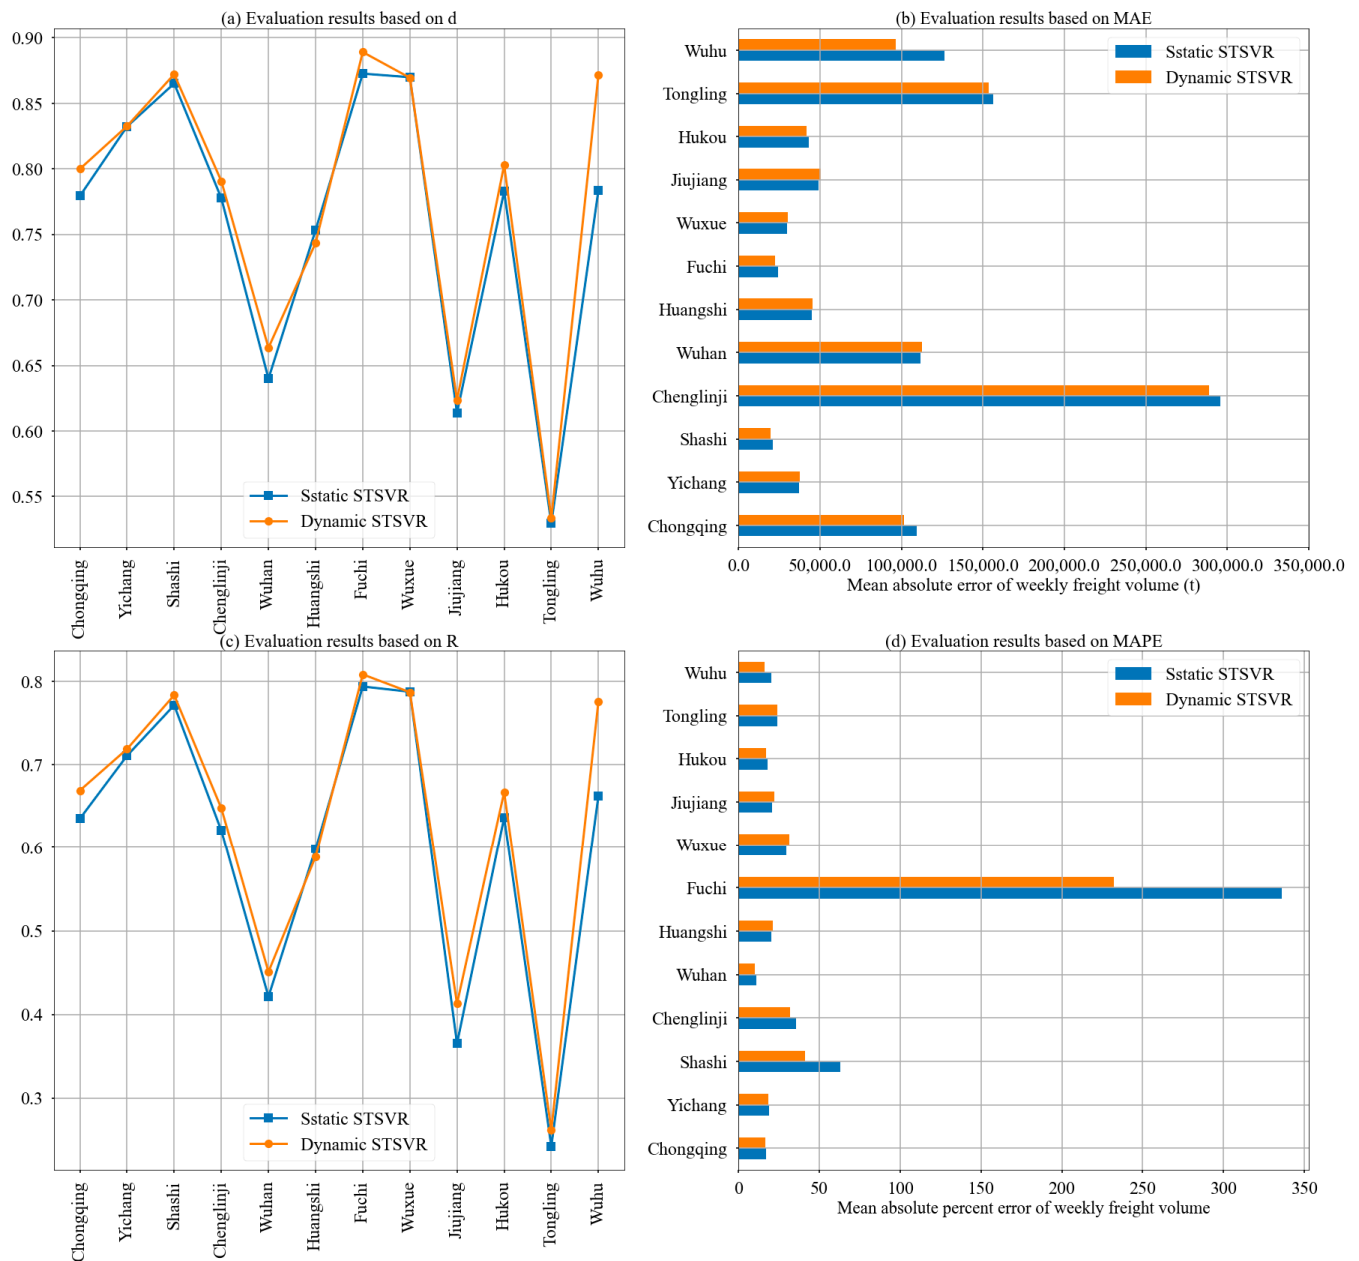 (a) Evaluation results based on d
0.90
0.85
0.80
0.75
0.70
0.65
0.60
0.55
Sstatic STSVR
Dynamic STSVR
Chongqing
Yichang
Shashi
Chenglinji
Wuhan
Huangshi
Fuchi
Wuxue
Jiujiang
Hukou
Tongling
Wuhu
(b) Evaluation results based on MAE
Sstatic STSVR
Dynamic STSVR
Wuhu
Tongling
Hukou
Jiujiang
Wuxue
Fuchi
Huangshi
Wuhan
Chenglinji
Shashi
Yichang
Chongqing
0.0 50,000.0 100,000.0 150,000.0 200,000.0 250,000.0 300,000.0 350,000.0
Mean absolute error of weekly freight volume (t)
(c) Evaluation results based on R
0.8
0.7
0.6
0.5
0.4
0.3
Sstatic STSVR
Dynamic STSVR
Chongqing
Yichang
Shashi
Chenglinji
Wuhan
Huangshi
Fuchi
Wuxue
Jiujiang
Hukou
Tongling
Wuhu
(d) Evaluation results based on MAPE
Sstatic STSVR
Dynamic STSVR
Wuhu
Tongling
Hukou
Jiujiang
Wuxue
Fuchi
Huangshi
Wuhan
Chenglinji
Shashi
Yichang
Chongqing
0 50 100 150 200 250 300 350
Mean absolute percent error of weekly freight volume